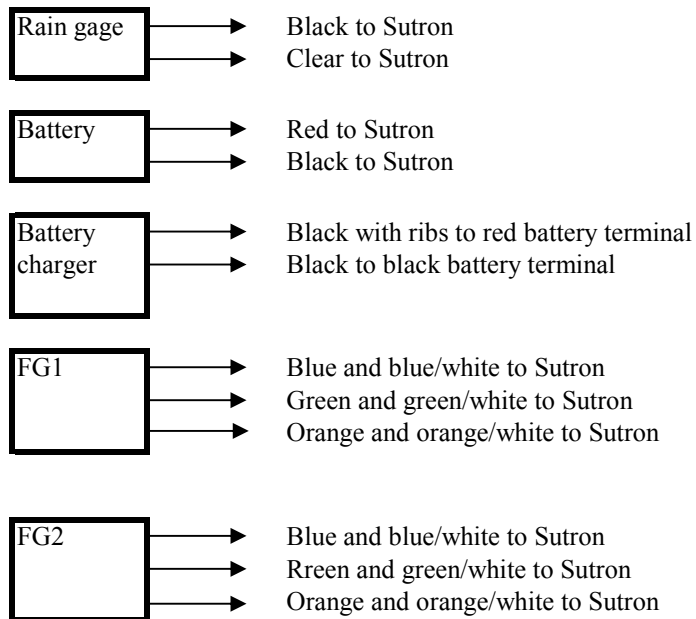 Rain gage
Black to Sutron
Clear to Sutron
Battery
Red to Sutron
Black to Sutron
Battery
charger
Black with ribs to red battery terminal
Black to black battery terminal
FG1
Blue and blue/white to Sutron
Green and green/white to Sutron
Orange and orange/white to Sutron
FG2
Blue and blue/white to Sutron
Rreen and green/white to Sutron
Orange and orange/white to Sutron